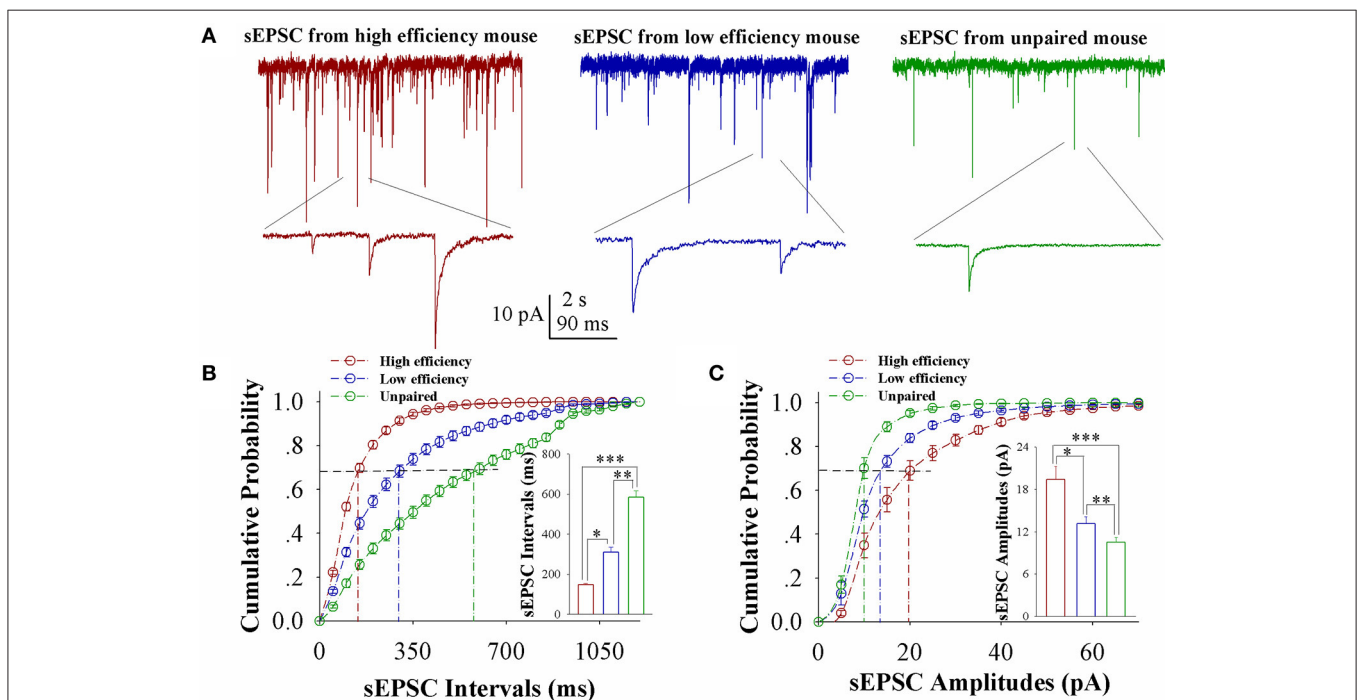 A
sEPSC from high efficiency mouse
sEPSC from low efficiency mouse
sEPSC from unpaired mouse
10 pA
2 s
90 ms
B
High efficiency
Low efficiency
Unpaired
Cumulative Probability
1.0
.8
.6
.4
.2
0.0
0
350
700
1050
sEPSC Intervals (ms)
sEPSC Intervals (ms)
800
600
400
200
0
***
**
*
C
High efficiency
Low efficiency
Unpaired
Cumulative Probability
1.0
.8
.6
.4
.2
0.0
0
20
40
60
sEPSC Amplitudes (pA)
sEPSC Amplitudes (pA)
24
18
12
6
0
***
*
**